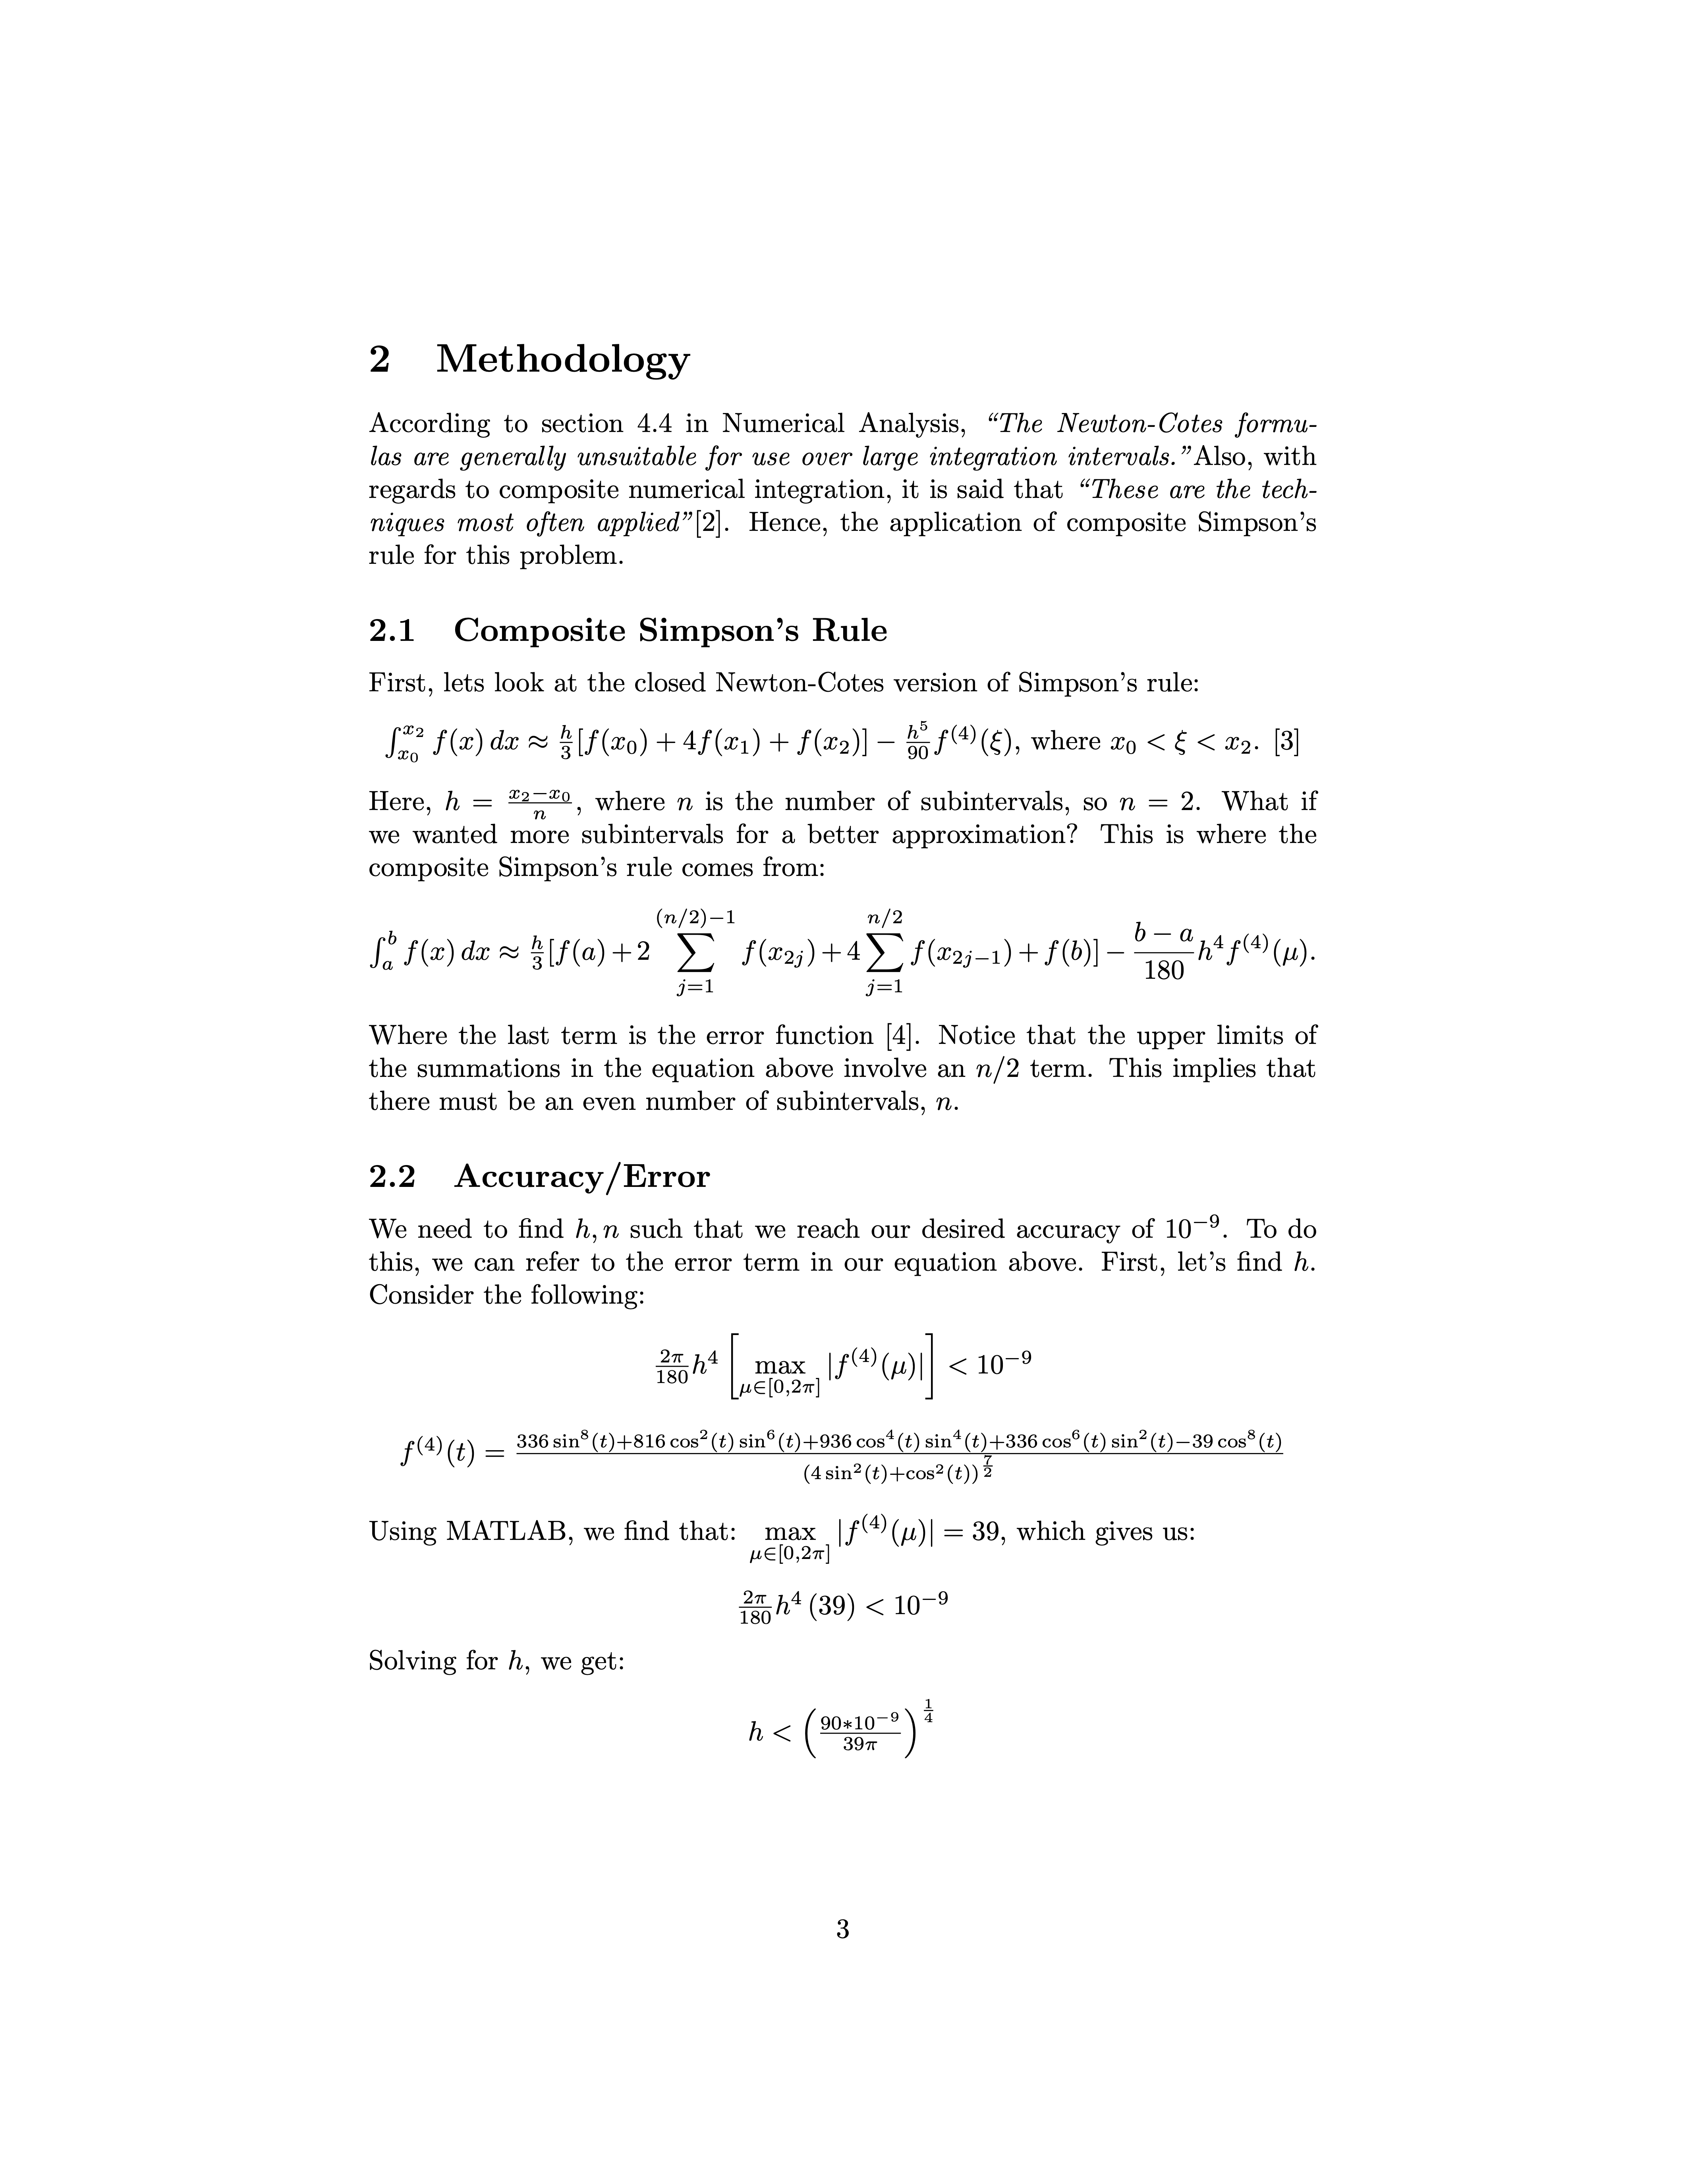 2 Methodology
According to section 4.4 in Numerical Analysis, “The Newton-Cotes formu-
las are generally unsuitable for use over large integration intervals.”Also, with
regards to composite numerical integration, it is said that “These are the tech-
niques most often applied”[2]. Hence, the application of composite Simpson’s
rule for this problem.
2.1 Composite Simpson’s Rule
First, lets look at the closed Newton-Cotes version of Simpson’s rule:
$\int_{x_0}^{x_2} f(x)\,dx \approx \frac{h}{3}[f(x_0) + 4f(x_1) + f(x_2)] - \frac{h^5}{90} f^{(4)}(\xi)$, where $x_0 < \xi < x_2$. [3]
Here, $h = \frac{x_2 - x_0}{n}$, where $n$ is the number of subintervals, so $n = 2$. What if
we wanted more subintervals for a better approximation? This is where the
composite Simpson’s rule comes from:
$\int_a^b f(x)\,dx \approx \frac{h}{3}[f(a) + 2 \sum_{j=1}^{(n/2)-1} f(x_{2j}) + 4 \sum_{j=1}^{n/2} f(x_{2j-1}) + f(b)] - \frac{b-a}{180} h^4 f^{(4)}(\mu).$
Where the last term is the error function [4]. Notice that the upper limits of
the summations in the equation above involve an $n/2$ term. This implies that
there must be an even number of subintervals, $n$.
2.2 Accuracy/Error
We need to find $h, n$ such that we reach our desired accuracy of $10^{-9}$. To do
this, we can refer to the error term in our equation above. First, let’s find $h$.
Consider the following:
$\frac{2\pi}{180} h^4 \left[ \max_{\mu \in [0,2\pi]} |f^{(4)}(\mu)| \right] < 10^{-9}$
$f^{(4)}(t) = \frac{336 \sin^8(t) + 816 \cos^2(t) \sin^6(t) + 936 \cos^4(t) \sin^4(t) + 336 \cos^6(t) \sin^2(t) - 39 \cos^8(t)}{(4 \sin^2(t) + \cos^2(t))^{\frac{7}{2}}}$
Using MATLAB, we find that: $\max_{\mu \in [0,2\pi]} |f^{(4)}(\mu)| = 39$, which gives us:
$\frac{2\pi}{180} h^4 (39) < 10^{-9}$
Solving for $h$, we get:
$h < \left( \frac{90 * 10^{-9}}{39\pi} \right)^{\frac{1}{4}}$
3